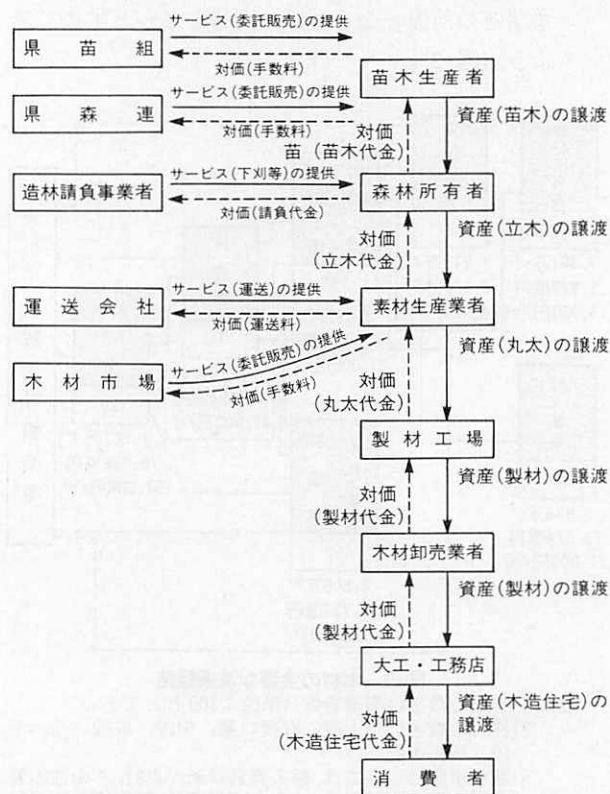 サービス(委託販売)の提供
県苗組
対価(手数料)
苗木生産者
サービス(委託販売)の提供
県森連
資産(苗木)の譲渡
対価(手数料)
対価
苗(苗木代金)
サービス(下刈等)の提供
造林請負事業者
森林所有者
対価(請負代金)
資産(立木)の譲渡
対価
(立木代金)
サービス(運送)の提供
運送会社
素材生産業者
対価(運送料)
資産(丸太)の譲渡
サービス(委託販売)の提供
木材市場
対価(手数料)
対価
(丸太代金)
製材工場
資産(製材)の譲渡
対価
(製材代金)
木材卸売業者
資産(製材)の譲渡
対価
(製材代金)
大工・工務店
資産(木造住宅)の
譲渡
対価
(木造住宅代金)
消費者